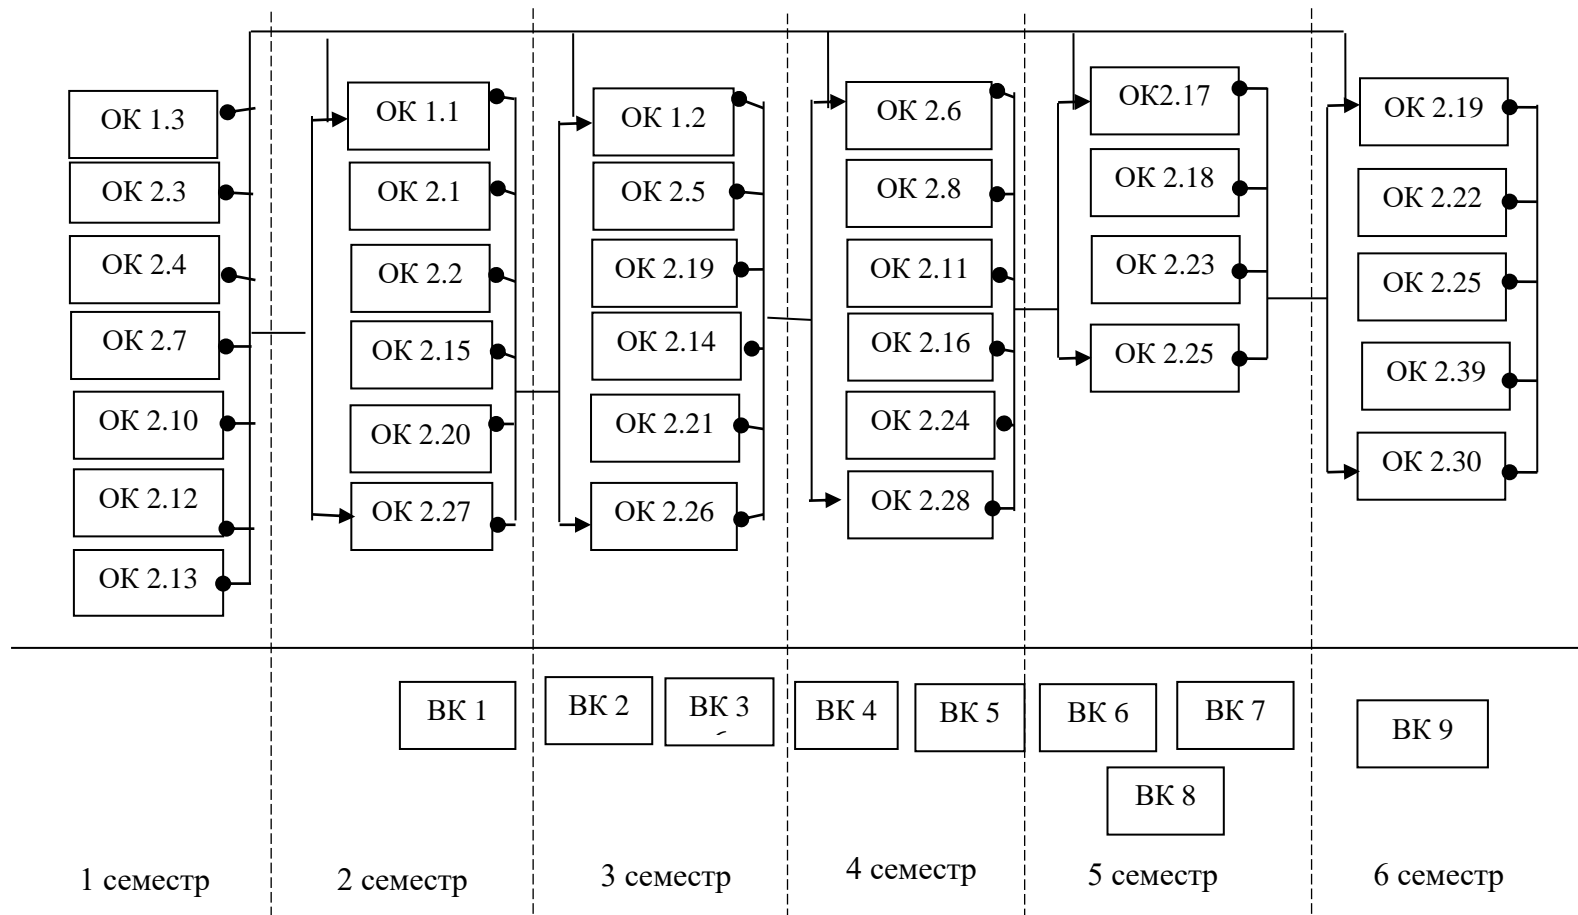 ОК 1.3
ОК 2.3
ОК 2.4
ОК 2.7
ОК 2.10
ОК 2.12
ОК 2.13
ОК 1.1
ОК 2.1
ОК 2.2
ОК 2.15
ОК 2.20
ОК 2.27
ОК 1.2
ОК 2.5
ОК 2.19
ОК 2.14
ОК 2.21
ОК 2.26
ОК 2.6
ОК 2.8
ОК 2.11
ОК 2.16
ОК 2.24
ОК 2.28
ОК2.17
ОК 2.18
ОК 2.23
ОК 2.25
ОК 2.19
ОК 2.22
ОК 2.25
ОК 2.39
ОК 2.30
ВК 1
ВК 2
ВК 3
ВК 4
ВК 5
ВК 6
ВК 7
ВК 8
ВК 9
1 семестр
2 семестр
3 семестр
4 семестр
5 семестр
6 семестр